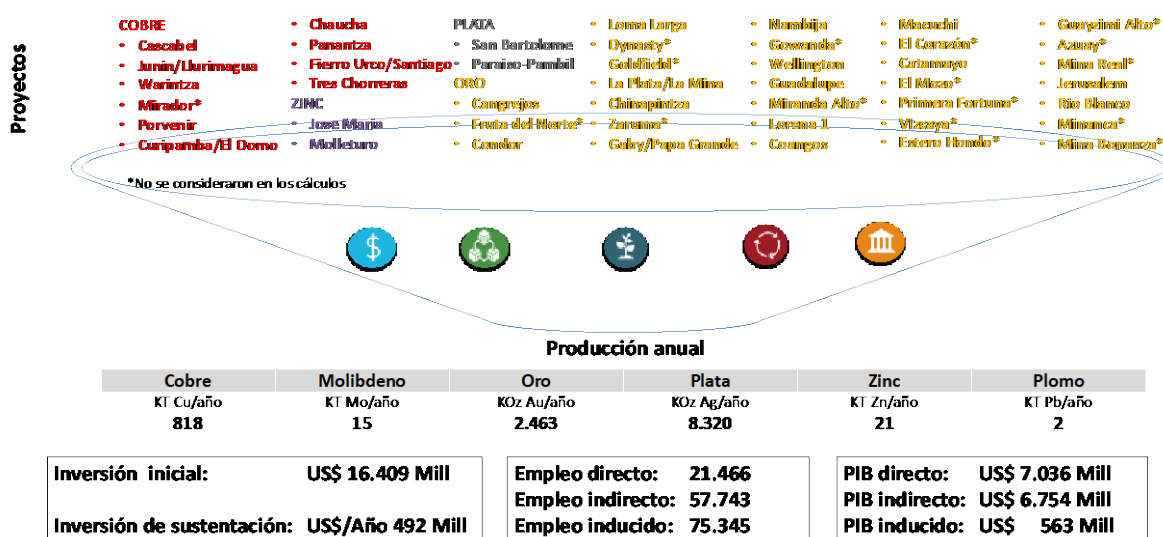 Proyectos
COBRE
• Cascabel
• Junin/Llurimagua
• Warintza
• Mirador*
• Porvenir
• Curipamba/El Domo
• Chaucha
• Panantza
• Fierro Urco/Santiago
• Tres Chorreras
ZINC
• Jose Maria
• Molleturo
PLATA
• San Bartolome
• Paraiso-Pambil
ORO
• Cangrejos
• Fruta del Norte*
• Condor
• Loma Larga
• Dynasty*
• Goldfield*
• La Plata/La Mina
• Chinapintza
• Zaruma*
• Gaby/Papa Grande
• Nambija
• Gowanda*
• Wellington
• Guadalupe
• Miranda Alto*
• Lorena-1
• Coangos
• Macuchi
• El Corazón*
• Catamayo
• El Mozo*
• Primera Fortuna*
• Vizcaya*
• Estero Hondo*
• Guayzimi Alto*
• Azuay*
• Mina Real*
• Jerusalem
• Rio Blanco
• Minanca*
• Mina Bonanza*
*No se consideraron en los cálculos
Producción anual
Cobre Molibdeno Oro Plata Zinc Plomo
KT Cu/año KT Mo/año KOz Au/año KOz Ag/año KT Zn/año KT Pb/año
818 15 2.463 8.320 21 2
Inversión inicial: US$ 16.409 Mill
Inversión de sustentación: US$/Año 492 Mill
Empleo directo: 21.466
Empleo indirecto: 57.743
Empleo inducido: 75.345
PIB directo: US$ 7.036 Mill
PIB indirecto: US$ 6.754 Mill
PIB inducido: US$ 563 Mill